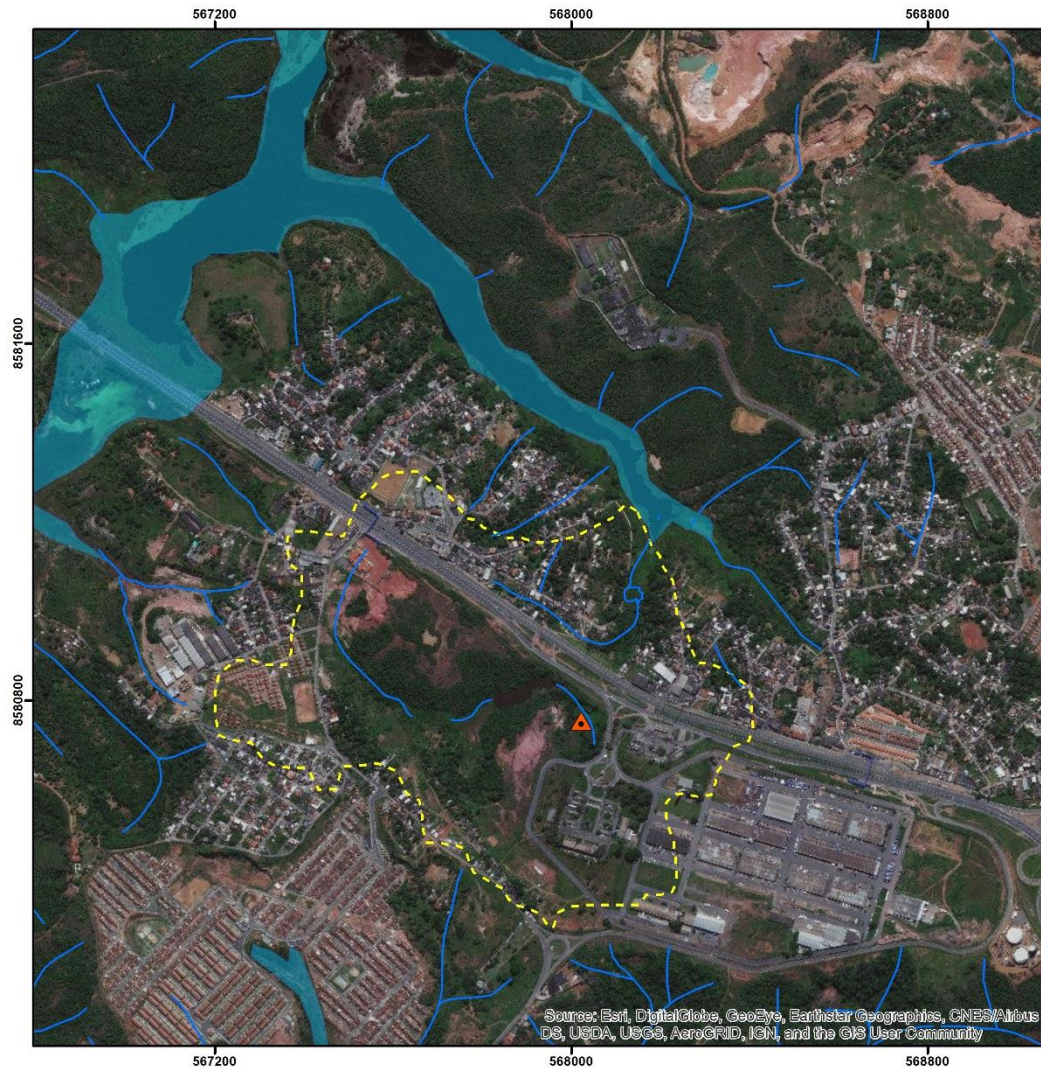 567200 568000 568800
8581600
8580800
Source: Esri, DigitalGlobe, GeoEye, Earthstar Geographics, CNES/Airbus
DS, USDA, USGS, AeroGRID, IGN, and the GIS User Community
567200 568000 568800